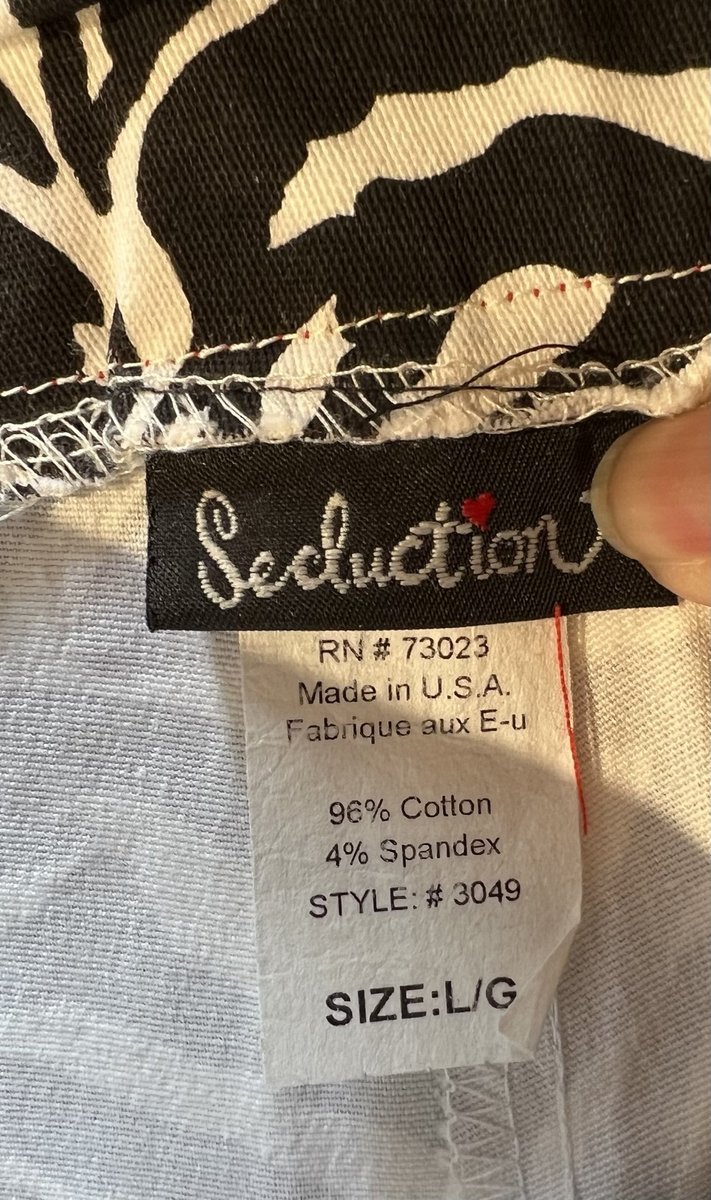 Seduction
RN # 73023
Made in U.S.A.
Fabrique aux E-u
96% Cotton
4% Spandex
STYLE: # 3049
SIZE:L/G